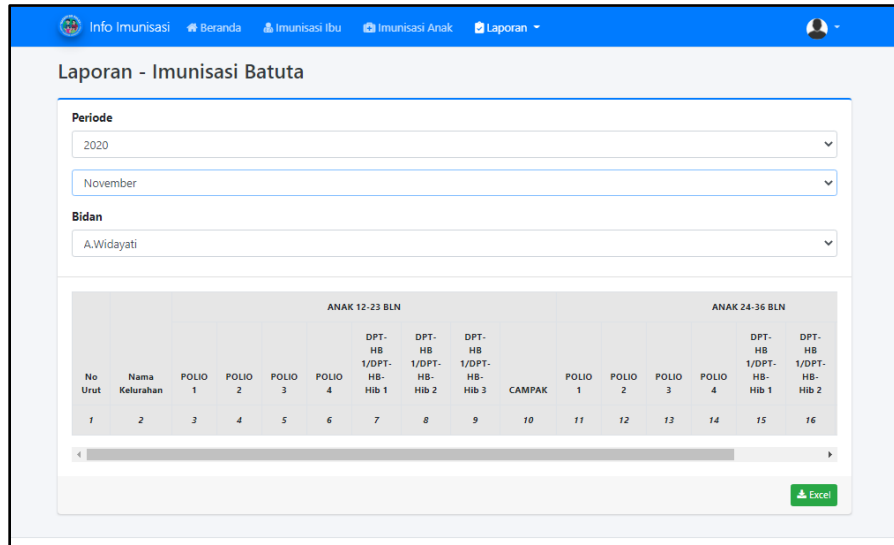 Info Imunisasi Beranda Imunisasi Ibu Imunisasi Anak Laporan
Laporan - Imunisasi Batuta
Periode
2020
November
Bidan
A.Widayati
No Urut
Nama Kelurahan
ANAK 12-23 BLN
POLIO 1
POLIO 2
POLIO 3
POLIO 4
DPT-HB 1/DPT-HB-Hib 1
DPT-HB 1/DPT-HB-Hib 2
DPT-HB 1/DPT-HB-Hib 3
CAMPAK
ANAK 24-36 BLN
POLIO 1
POLIO 2
POLIO 3
POLIO 4
DPT-HB 1/DPT-HB-Hib 1
DPT-HB 1/DPT-HB-Hib 2
1 2 3 4 5 6 7 8 9 10 11 12 13 14 15 16
Excel